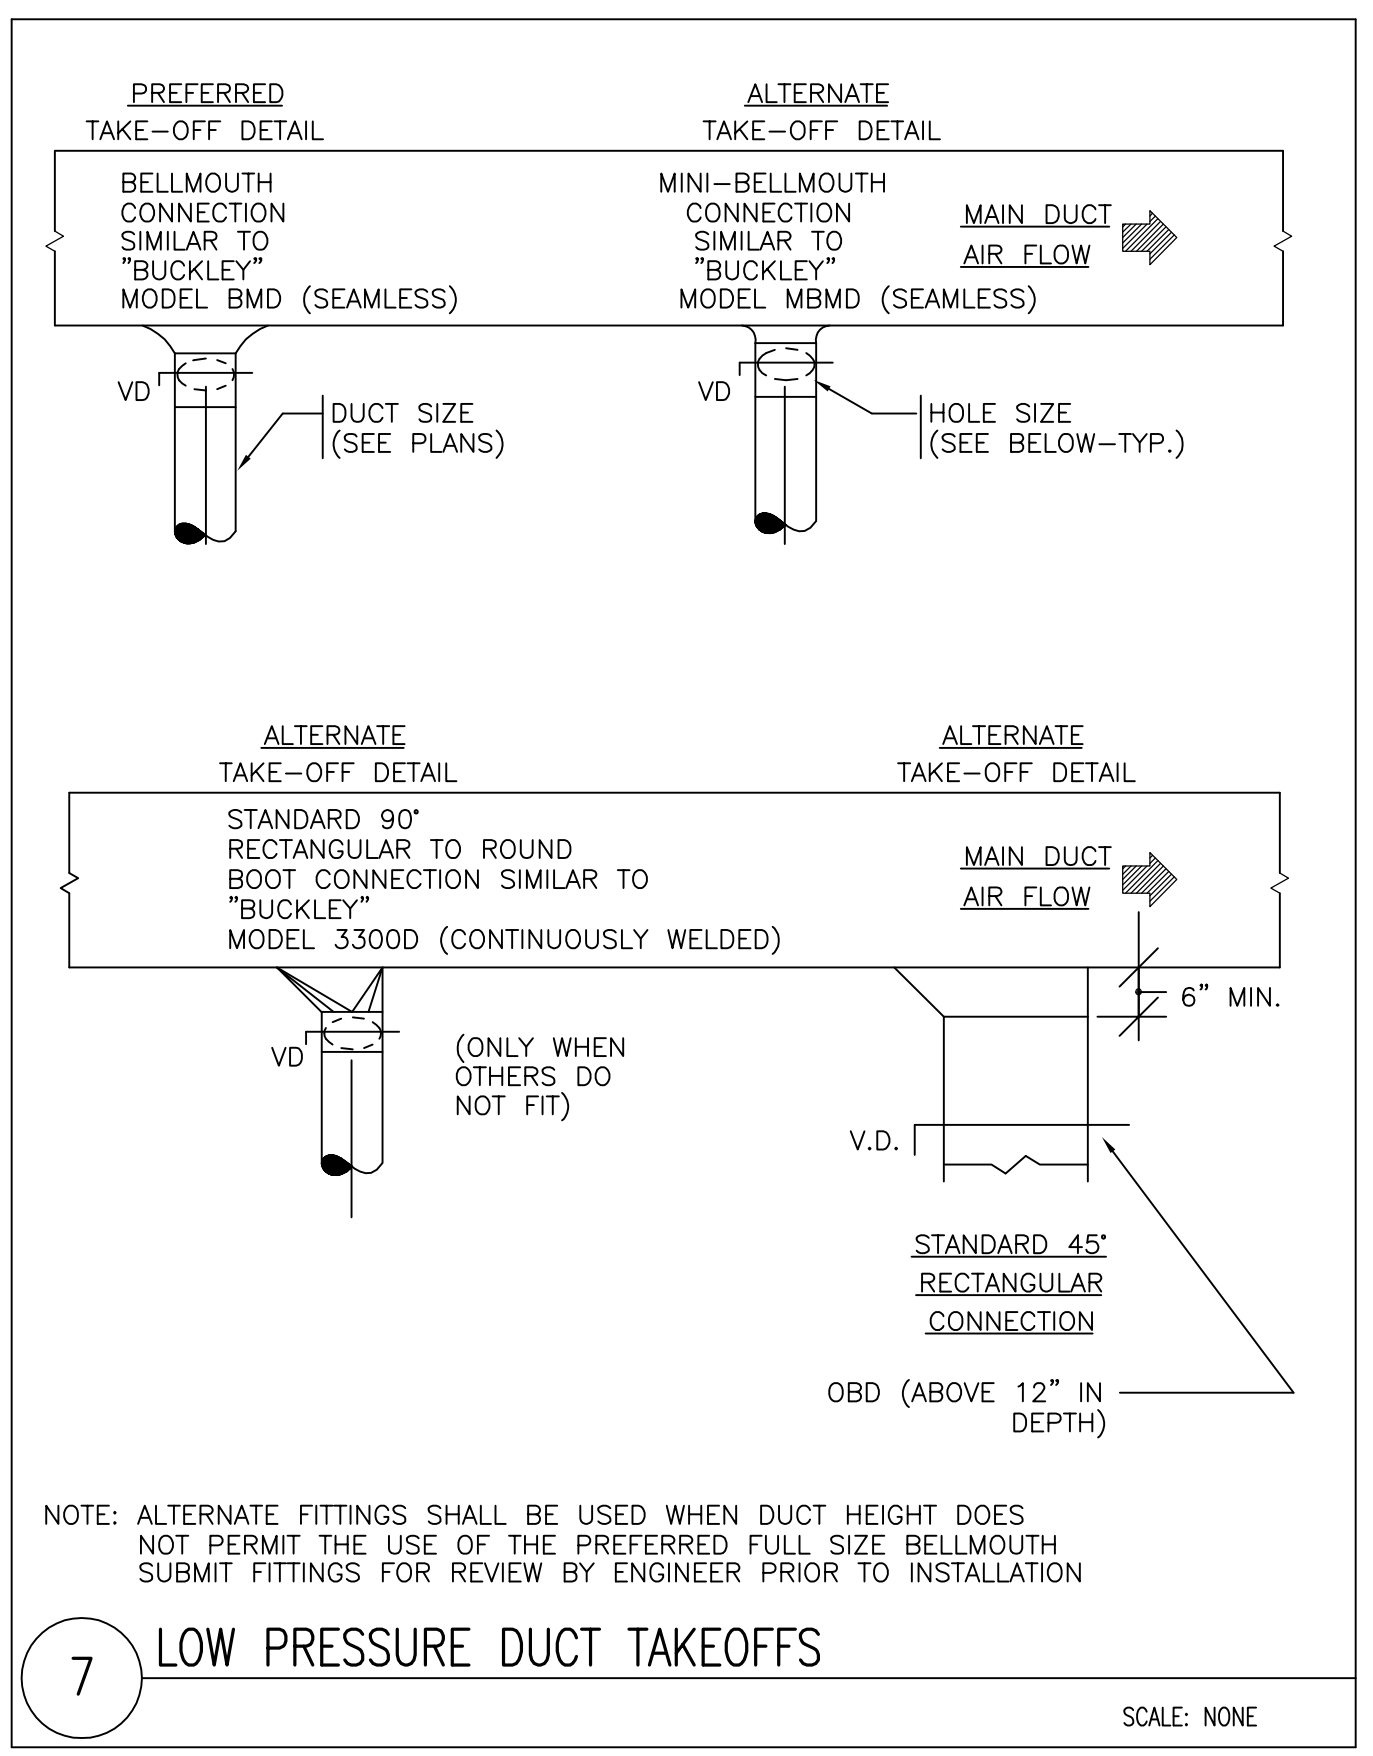 PREFERRED
TAKE-OFF DETAIL
BELLMOUTH
CONNECTION
SIMILAR TO
"BUCKLEY"
MODEL BMD (SEAMLESS)
VD
DUCT SIZE
(SEE PLANS)
ALTERNATE
TAKE-OFF DETAIL
MINI-BELLMOUTH
CONNECTION
SIMILAR TO
"BUCKLEY"
MODEL MBMD (SEAMLESS)
MAIN DUCT
AIR FLOW
VD
HOLE SIZE
(SEE BELOW-TYP.)
ALTERNATE
TAKE-OFF DETAIL
STANDARD 90°
RECTANGULAR TO ROUND
BOOT CONNECTION SIMILAR TO
"BUCKLEY"
MODEL 3300D (CONTINUOUSLY WELDED)
VD
(ONLY WHEN
OTHERS DO
NOT FIT)
ALTERNATE
TAKE-OFF DETAIL
MAIN DUCT
AIR FLOW
6" MIN.
V.D.
STANDARD 45°
RECTANGULAR
CONNECTION
OBD (ABOVE 12" IN
DEPTH)
NOTE: ALTERNATE FITTINGS SHALL BE USED WHEN DUCT HEIGHT DOES
NOT PERMIT THE USE OF THE PREFERRED FULL SIZE BELLMOUTH
SUBMIT FITTINGS FOR REVIEW BY ENGINEER PRIOR TO INSTALLATION
7
LOW PRESSURE DUCT TAKEOFFS
SCALE: NONE